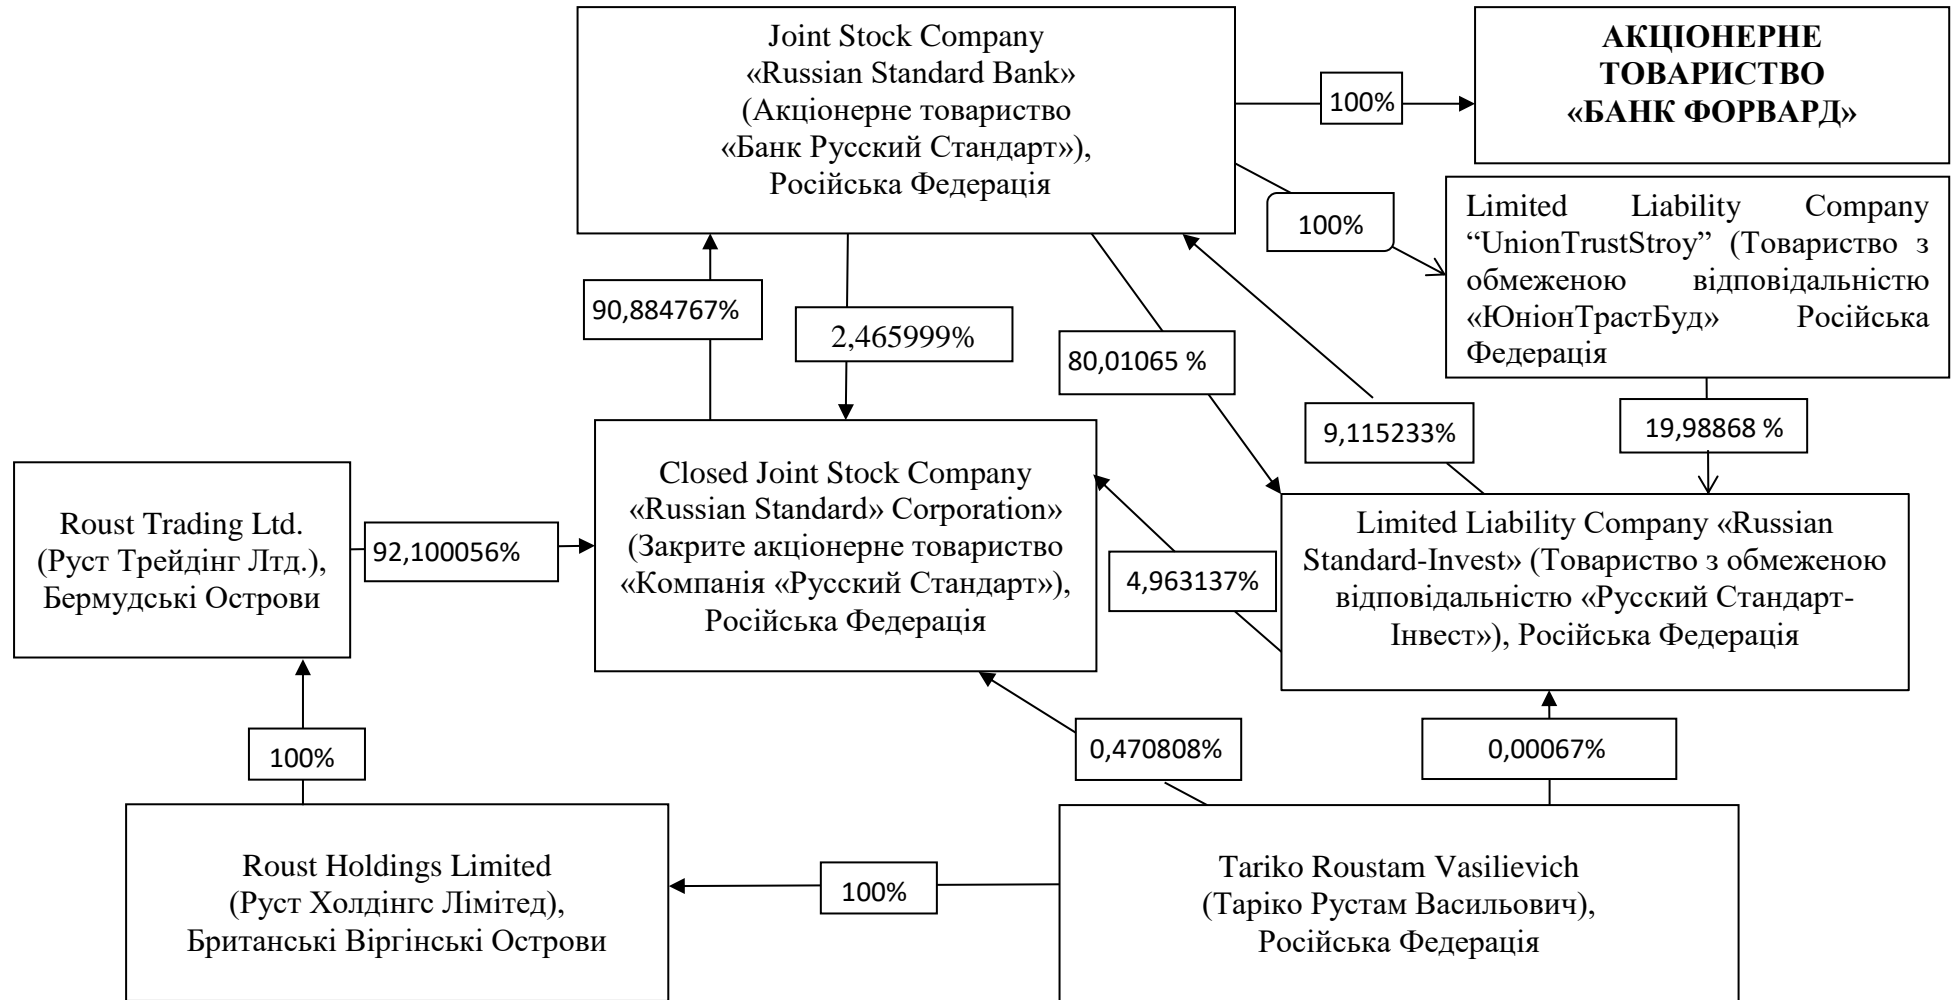 Joint Stock Company
«Russian Standard Bank»
(Акціонерне товариство
«Банк Русский Стандарт»),
Російська Федерація
100%
АКЦІОНЕРНЕ
ТОВАРИСТВО
«БАНК ФОРВАРД»
100%
Limited Liability Company
“UnionTrustStroy” (Товариство з
обмеженою відповідальністю
«ЮніонТрастБуд» Російська
Федерація
90,884767%
2,465999%
80,01065 %
9,115233%
19,98868 %
Roust Trading Ltd.
(Руст Трейдінг Лтд.),
Бермудські Острови
92,100056%
Closed Joint Stock Company
«Russian Standard» Corporation»
(Закрите акціонерне товариство
«Компанія «Русский Стандарт»),
Російська Федерація
4,963137%
Limited Liability Company «Russian
Standard-Invest» (Товариство з обмеженою
відповідальністю «Русский Стандарт-
Інвест»), Російська Федерація
100%
0,470808%
0,00067%
Roust Holdings Limited
(Руст Холдінгс Лімітед),
Британські Віргінські Острови
100%
Tariko Roustam Vasilievich
(Таріко Рустам Васильович),
Російська Федерація